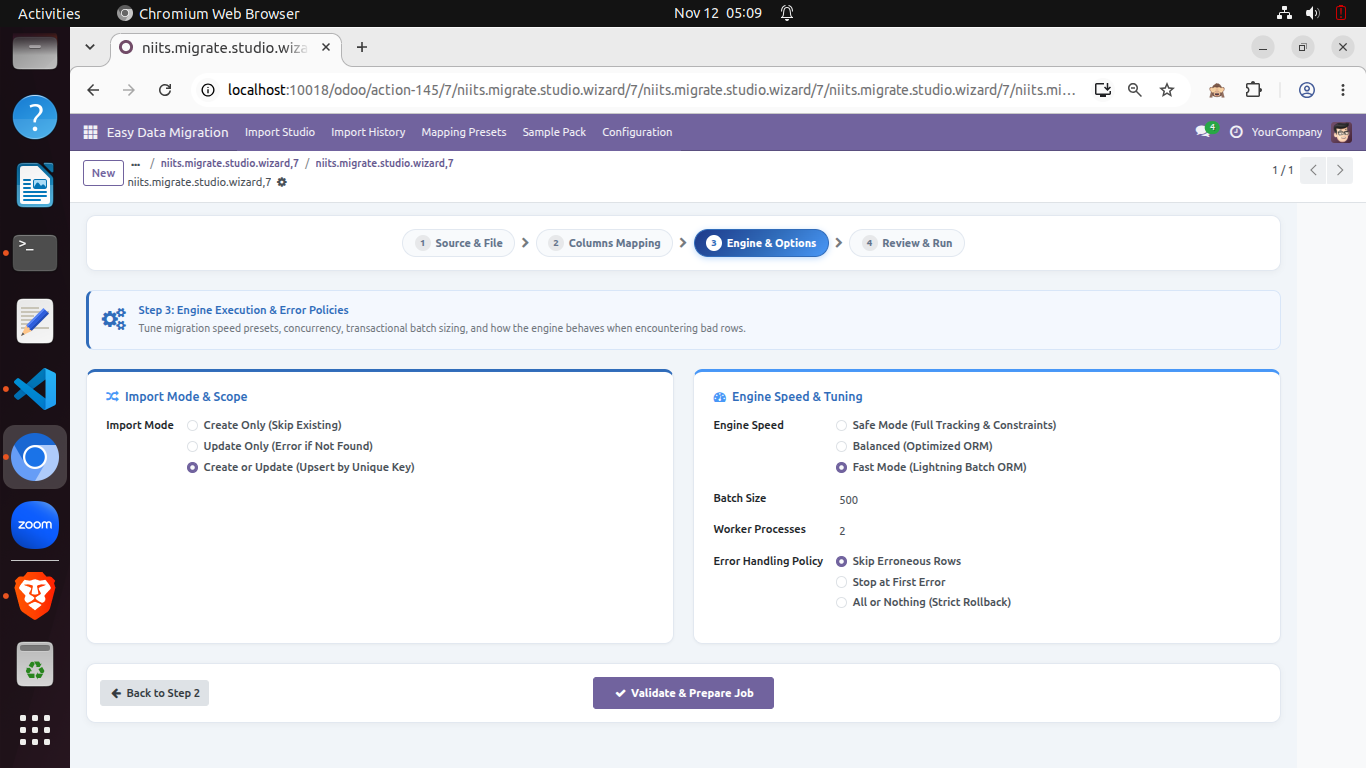 Activities
Chromium Web Browser
Nov 12 05:09
niits.migrate.studio.wiza
localhost:10018/odoo/action-145/7/niits.migrate.studio.wizard/7/niits.migrate.studio.wizard/7/niits.migrate.studio.wizard/7/niits.mi...
Easy Data Migration
Import Studio
Import History
Mapping Presets
Sample Pack
Configuration
4
YourCompany
New
... / niits.migrate.studio.wizard,7 / niits.migrate.studio.wizard,7
niits.migrate.studio.wizard,7
1 / 1
1 Source & File
2 Columns Mapping
3 Engine & Options
4 Review & Run
Step 3: Engine Execution & Error Policies
Tune migration speed presets, concurrency, transactional batch sizing, and how the engine behaves when encountering bad rows.
Import Mode & Scope
Import Mode
Create Only (Skip Existing)
Update Only (Error if Not Found)
Create or Update (Upsert by Unique Key)
Engine Speed & Tuning
Engine Speed
Safe Mode (Full Tracking & Constraints)
Balanced (Optimized ORM)
Fast Mode (Lightning Batch ORM)
Batch Size
500
Worker Processes
2
Error Handling Policy
Skip Erroneous Rows
Stop at First Error
All or Nothing (Strict Rollback)
Back to Step 2
Validate & Prepare Job
zoom